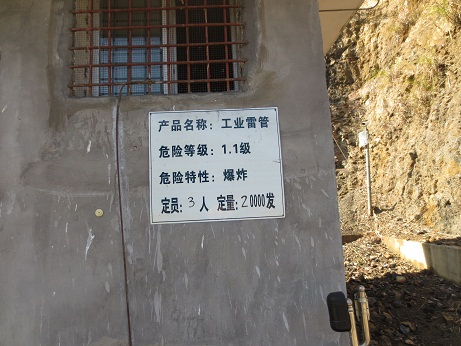 产品名称：工业雷管
危险等级：1.1级
危险特性：爆炸
定员：3人 定量：20000发